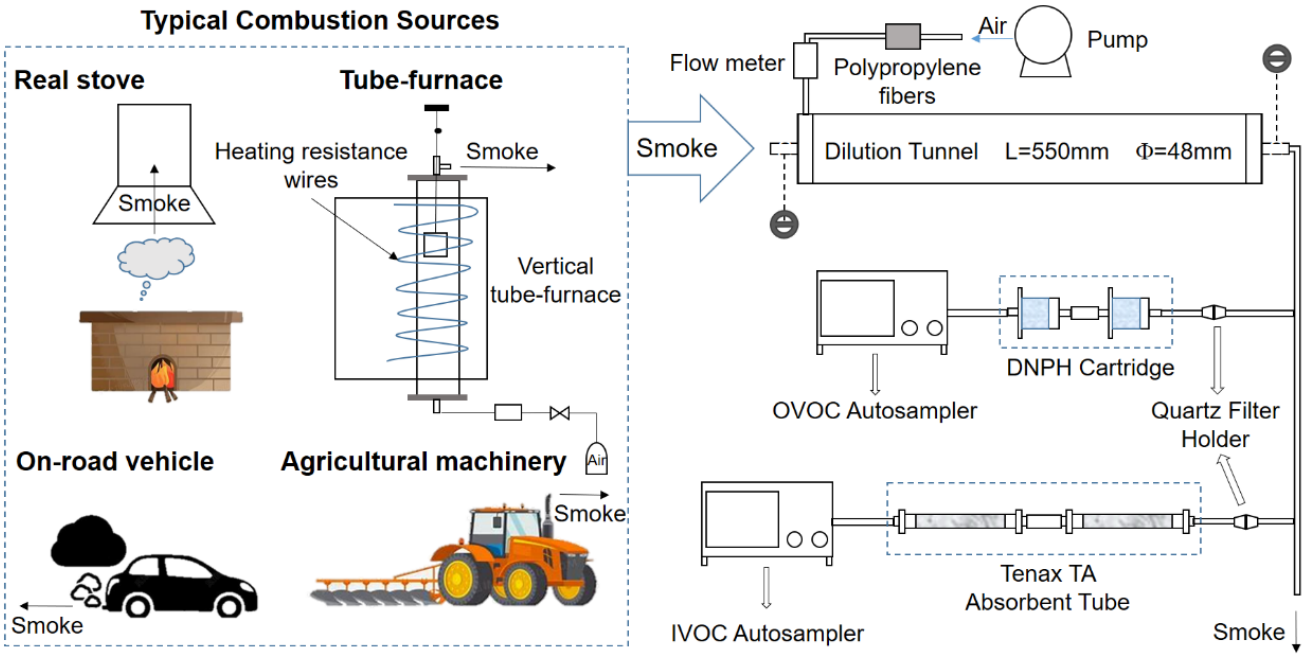 Typical Combustion Sources
Real stove
Smoke
Tube-furnace
Heating resistance
wires
Smoke
Vertical
tube-furnace
Air
On-road vehicle
Smoke
Agricultural machinery
Smoke
Smoke
Flow meter
Polypropylene
fibers
Air
Pump
Dilution Tunnel L=550mm Φ=48mm
DNPH Cartridge
OVOC Autosampler
Quartz Filter
Holder
Tenax TA
Absorbent Tube
IVOC Autosampler
Smoke